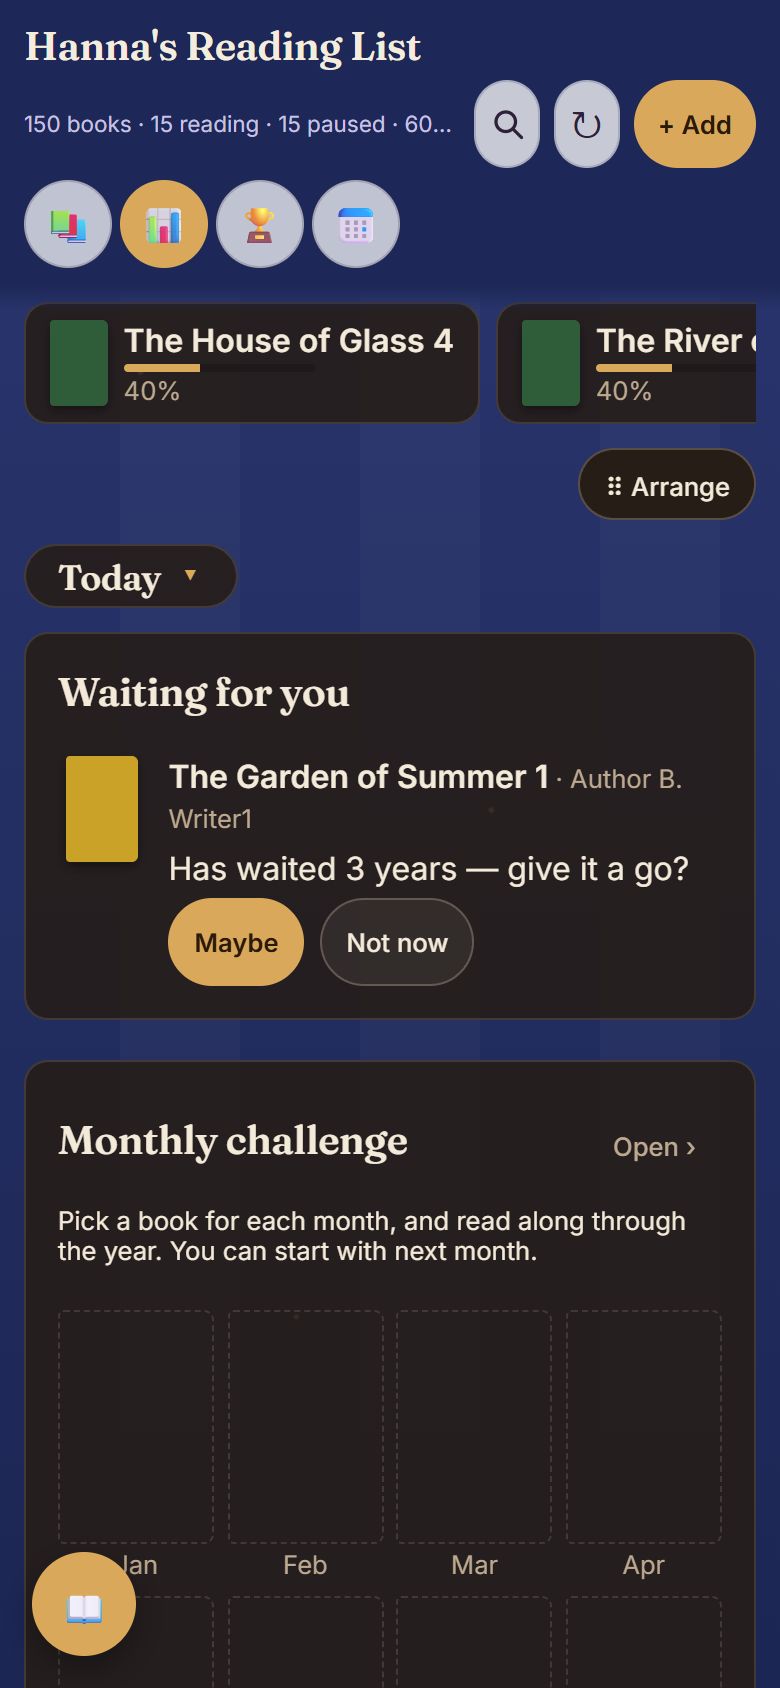 Hanna's Reading List
150 books · 15 reading · 15 paused · 60...
+ Add
The House of Glass 4
40%
The River
40%
Arrange
Today
Waiting for you
The Garden of Summer 1 · Author B.
Writer1
Has waited 3 years — give it a go?
Maybe
Not now
Monthly challenge
Open ›
Pick a book for each month, and read along through
the year. You can start with next month.
Jan
Feb
Mar
Apr